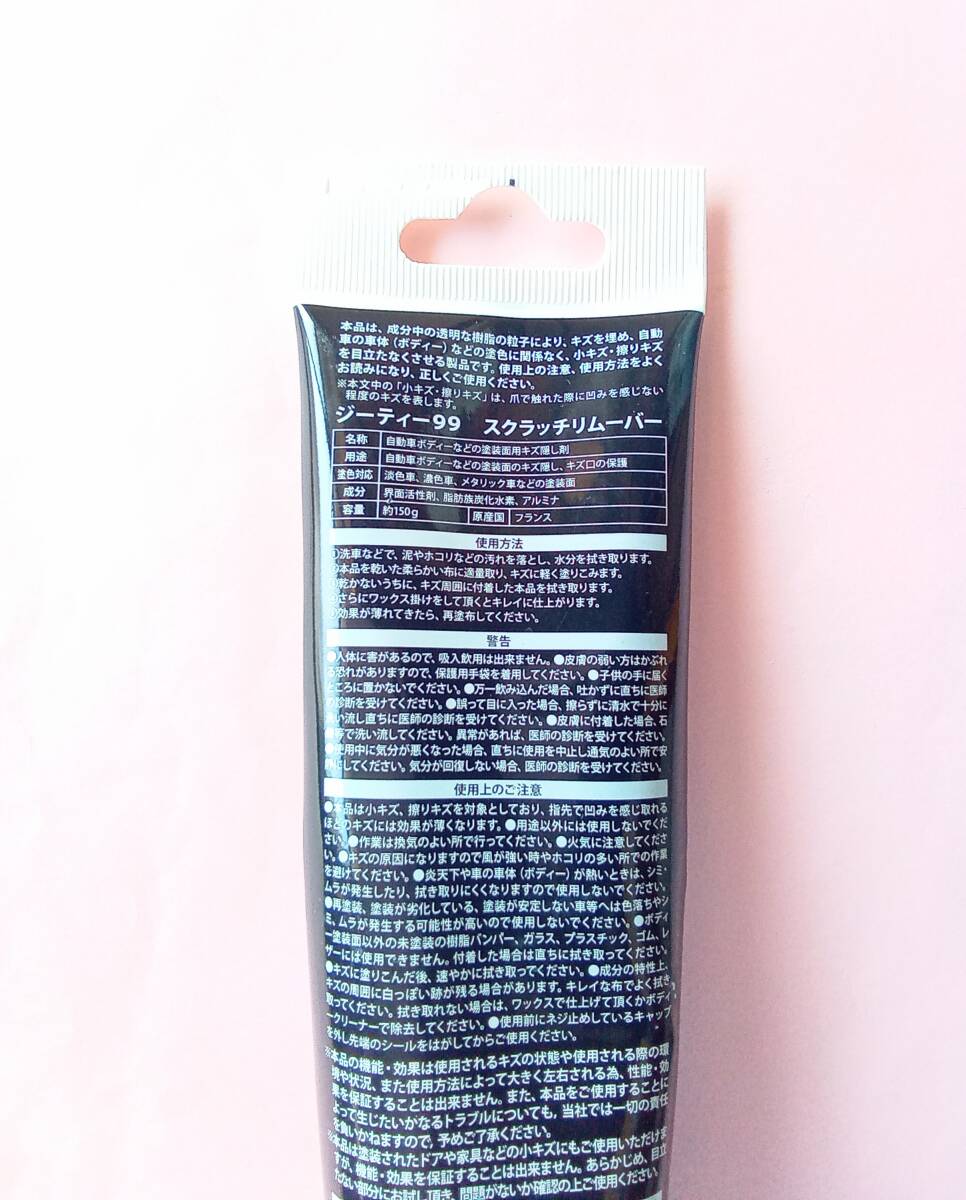 本品は、成分中の透明な樹脂の粒子により、キズを埋め、自動
車の車体（ボディー）などの塗色に関係なく、小キズ・擦りキズ
を目立たなくさせる製品です。使用上の注意、使用方法をよく
お読みになり、正しくご使用ください。
※本文中の「小キズ・擦りキズ」は、爪で触れた際に凹みを感じない
程度のキズを表します。
ジーティー99 スクラッチリムーバー
名称 自動車ボディーなどの塗装面用キズ隠し剤
用途 自動車ボディーなどの塗装面のキズ隠し、キズ口の保護
塗色対応 淡色車、濃色車、メタリック車などの塗装面
成分 界面活性剤、脂肪族炭化水素、アルミナ
容量 約150g 原産国 フランス
使用方法
①洗車などで、泥やホコリなどの汚れを落とし、水分を拭き取ります。
②本品を乾いた柔らかい布に適量取り、キズに軽く塗りこみます。
③乾かないうちに、キズ周囲に付着した本品を拭き取ります。
④さらにワックス掛けをして頂くとキレイに仕上がります。
⑤効果が薄れてきたら、再塗布してください。
警告
●人体に害があるので、吸入飲用は出来ません。●皮膚の弱い方はかぶれ
る恐れがありますので、保護用手袋を着用してください。●子供の手に届く
ところに置かないでください。●万一飲み込んだ場合、吐かずに直ちに医師
の診断を受けてください。●誤って目に入った場合、擦らずに清水で十分に
洗い流し直ちに医師の診断を受けてください。●皮膚に付着した場合、石
等で洗い流してください。異常があれば、医師の診断を受けてください。
●使用中に気分が悪くなった場合、直ちに使用を中止し通気のよい所で安
静にしてください。気分が回復しない場合、医師の診断を受けてください。
使用上のご注意
●本品は小キズ、擦りキズを対象としており、指先で凹みを感じ取れる
ほどのキズには効果が薄くなります。●用途以外には使用しないでくだ
さい。●作業は換気のよい所で行ってください。●火気に注意してくださ
い。●キズの原因になりますので風が強い時やホコリの多い所での作業
を避けてください。●炎天下や車の車体（ボディー）が熱いときは、シミ・
ムラが発生したり、拭き取りにくくなりますので使用しないでください。
●再塗装、塗装が劣化している、塗装が安定しない車等へは色落ちやシ
ミ、ムラが発生する可能性が高いので使用しないでください。●ボディ
ー塗装面以外の未塗装の樹脂バンパー、ガラス、プラスチック、ゴム、レ
ザーには使用できません。付着した場合は直ちに拭き取ってください。
●キズに塗りこんだ後、速やかに拭き取ってください。●成分の特性上、
キズの周囲に白っぽい跡が残る場合があります。キレイな布でよく拭き
取ってください。拭き取れない場合は、ワックスで仕上げて頂くかボディ
ークリーナーで除去してください。●使用前にネジ止めしているキャップ
を外し先端のシールをはがしてからご使用ください。
※本品の機能・効果は使用されるキズの状態や使用される際の環
境や状況、また使用方法によって大きく左右される為、性能・効
果を保証することは出来ません。また、本品をご使用することに
よって生じたいかなるトラブルについても、当社では一切の責任
を負いかねますので、予めご了承ください。
※本品は塗装されたドアや家具などの小キズにもご使用いただけま
すが、機能・効果を保証することは出来ません。あらかじめ、目立
たない部分にお試し頂き、問題がないか確認の上ご使用ください。